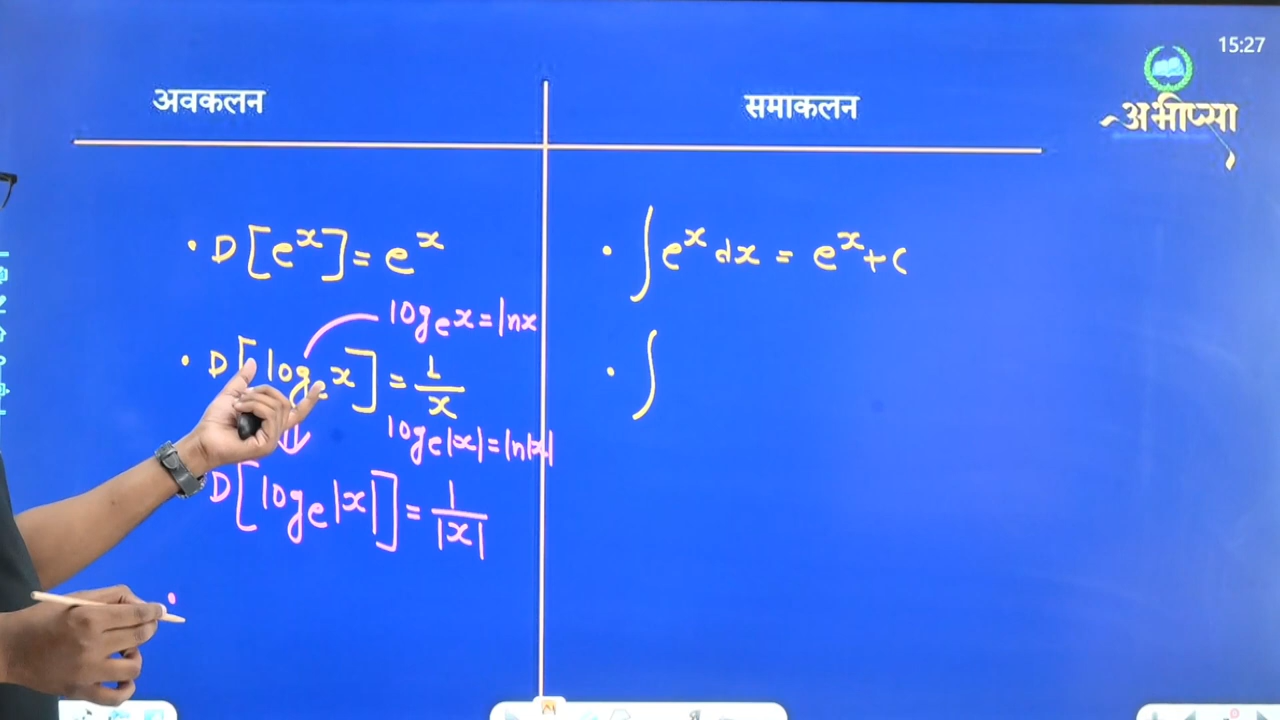 15:27
अभीप्सा
अवकलन
समाकलन
• D[eˣ] = eˣ
• ∫ eˣ dx = eˣ + c
logₑx = lnx
• D[logₑx] = 1/x
• ∫
logₑ|x| = ln|x|
D[logₑ|x|] = 1/|x|